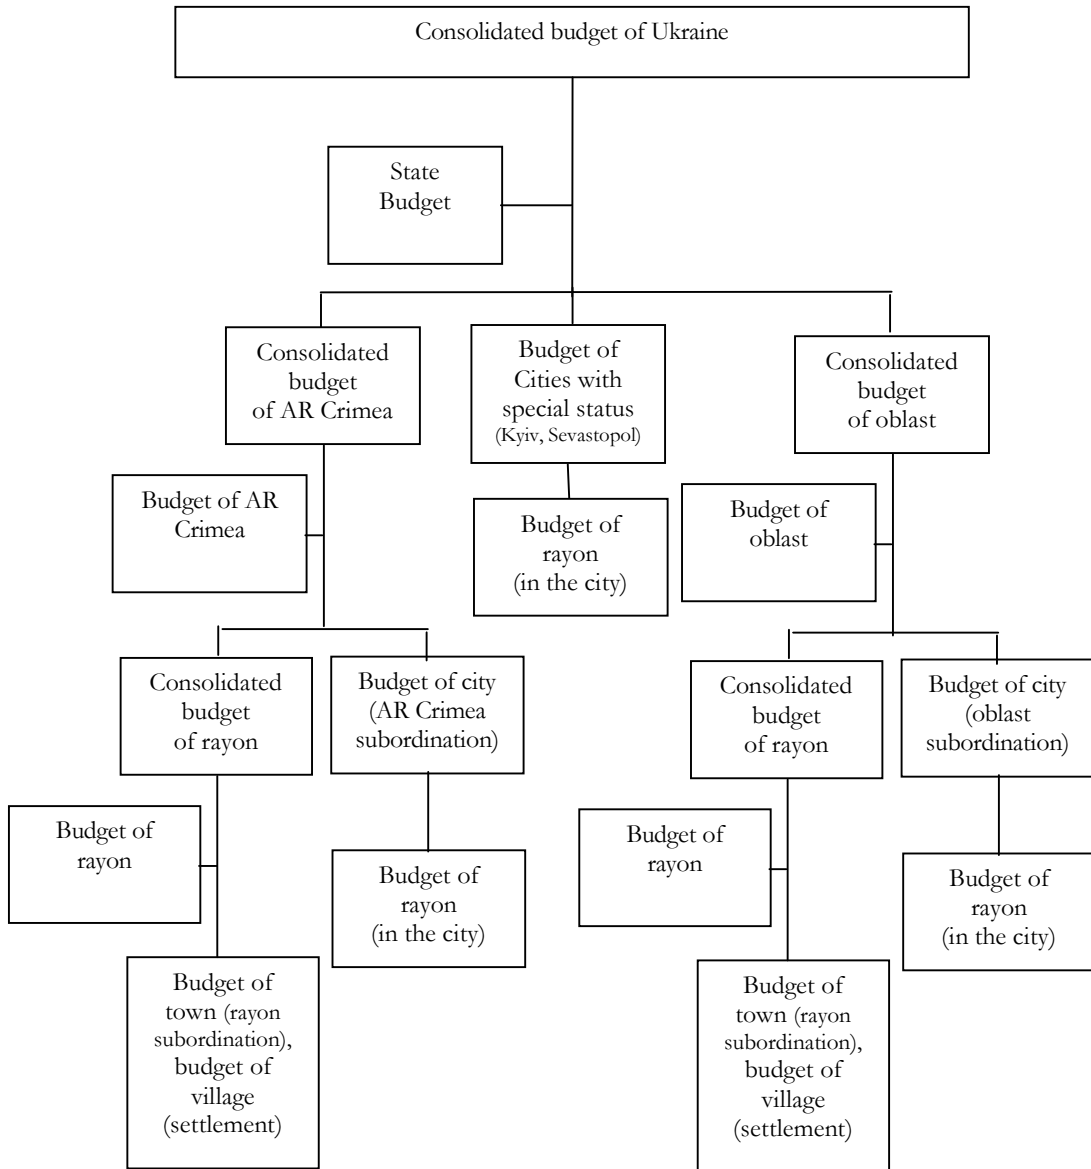 Consolidated budget of Ukraine
State
Budget
Consolidated
budget
of AR Crimea
Budget of
Cities with
special status
(Kyiv, Sevastopol)
Consolidated
budget
of oblast
Budget of AR
Crimea
Budget of
rayon
(in the city)
Budget of
oblast
Consolidated
budget
of rayon
Budget of city
(AR Crimea
subordination)
Consolidated
budget
of rayon
Budget of city
(oblast
subordination)
Budget of
rayon
Budget of
rayon
(in the city)
Budget of
rayon
Budget of
rayon
(in the city)
Budget of
town (rayon
subordination),
budget of
village
(settlement)
Budget of
town (rayon
subordination),
budget of
village
(settlement)